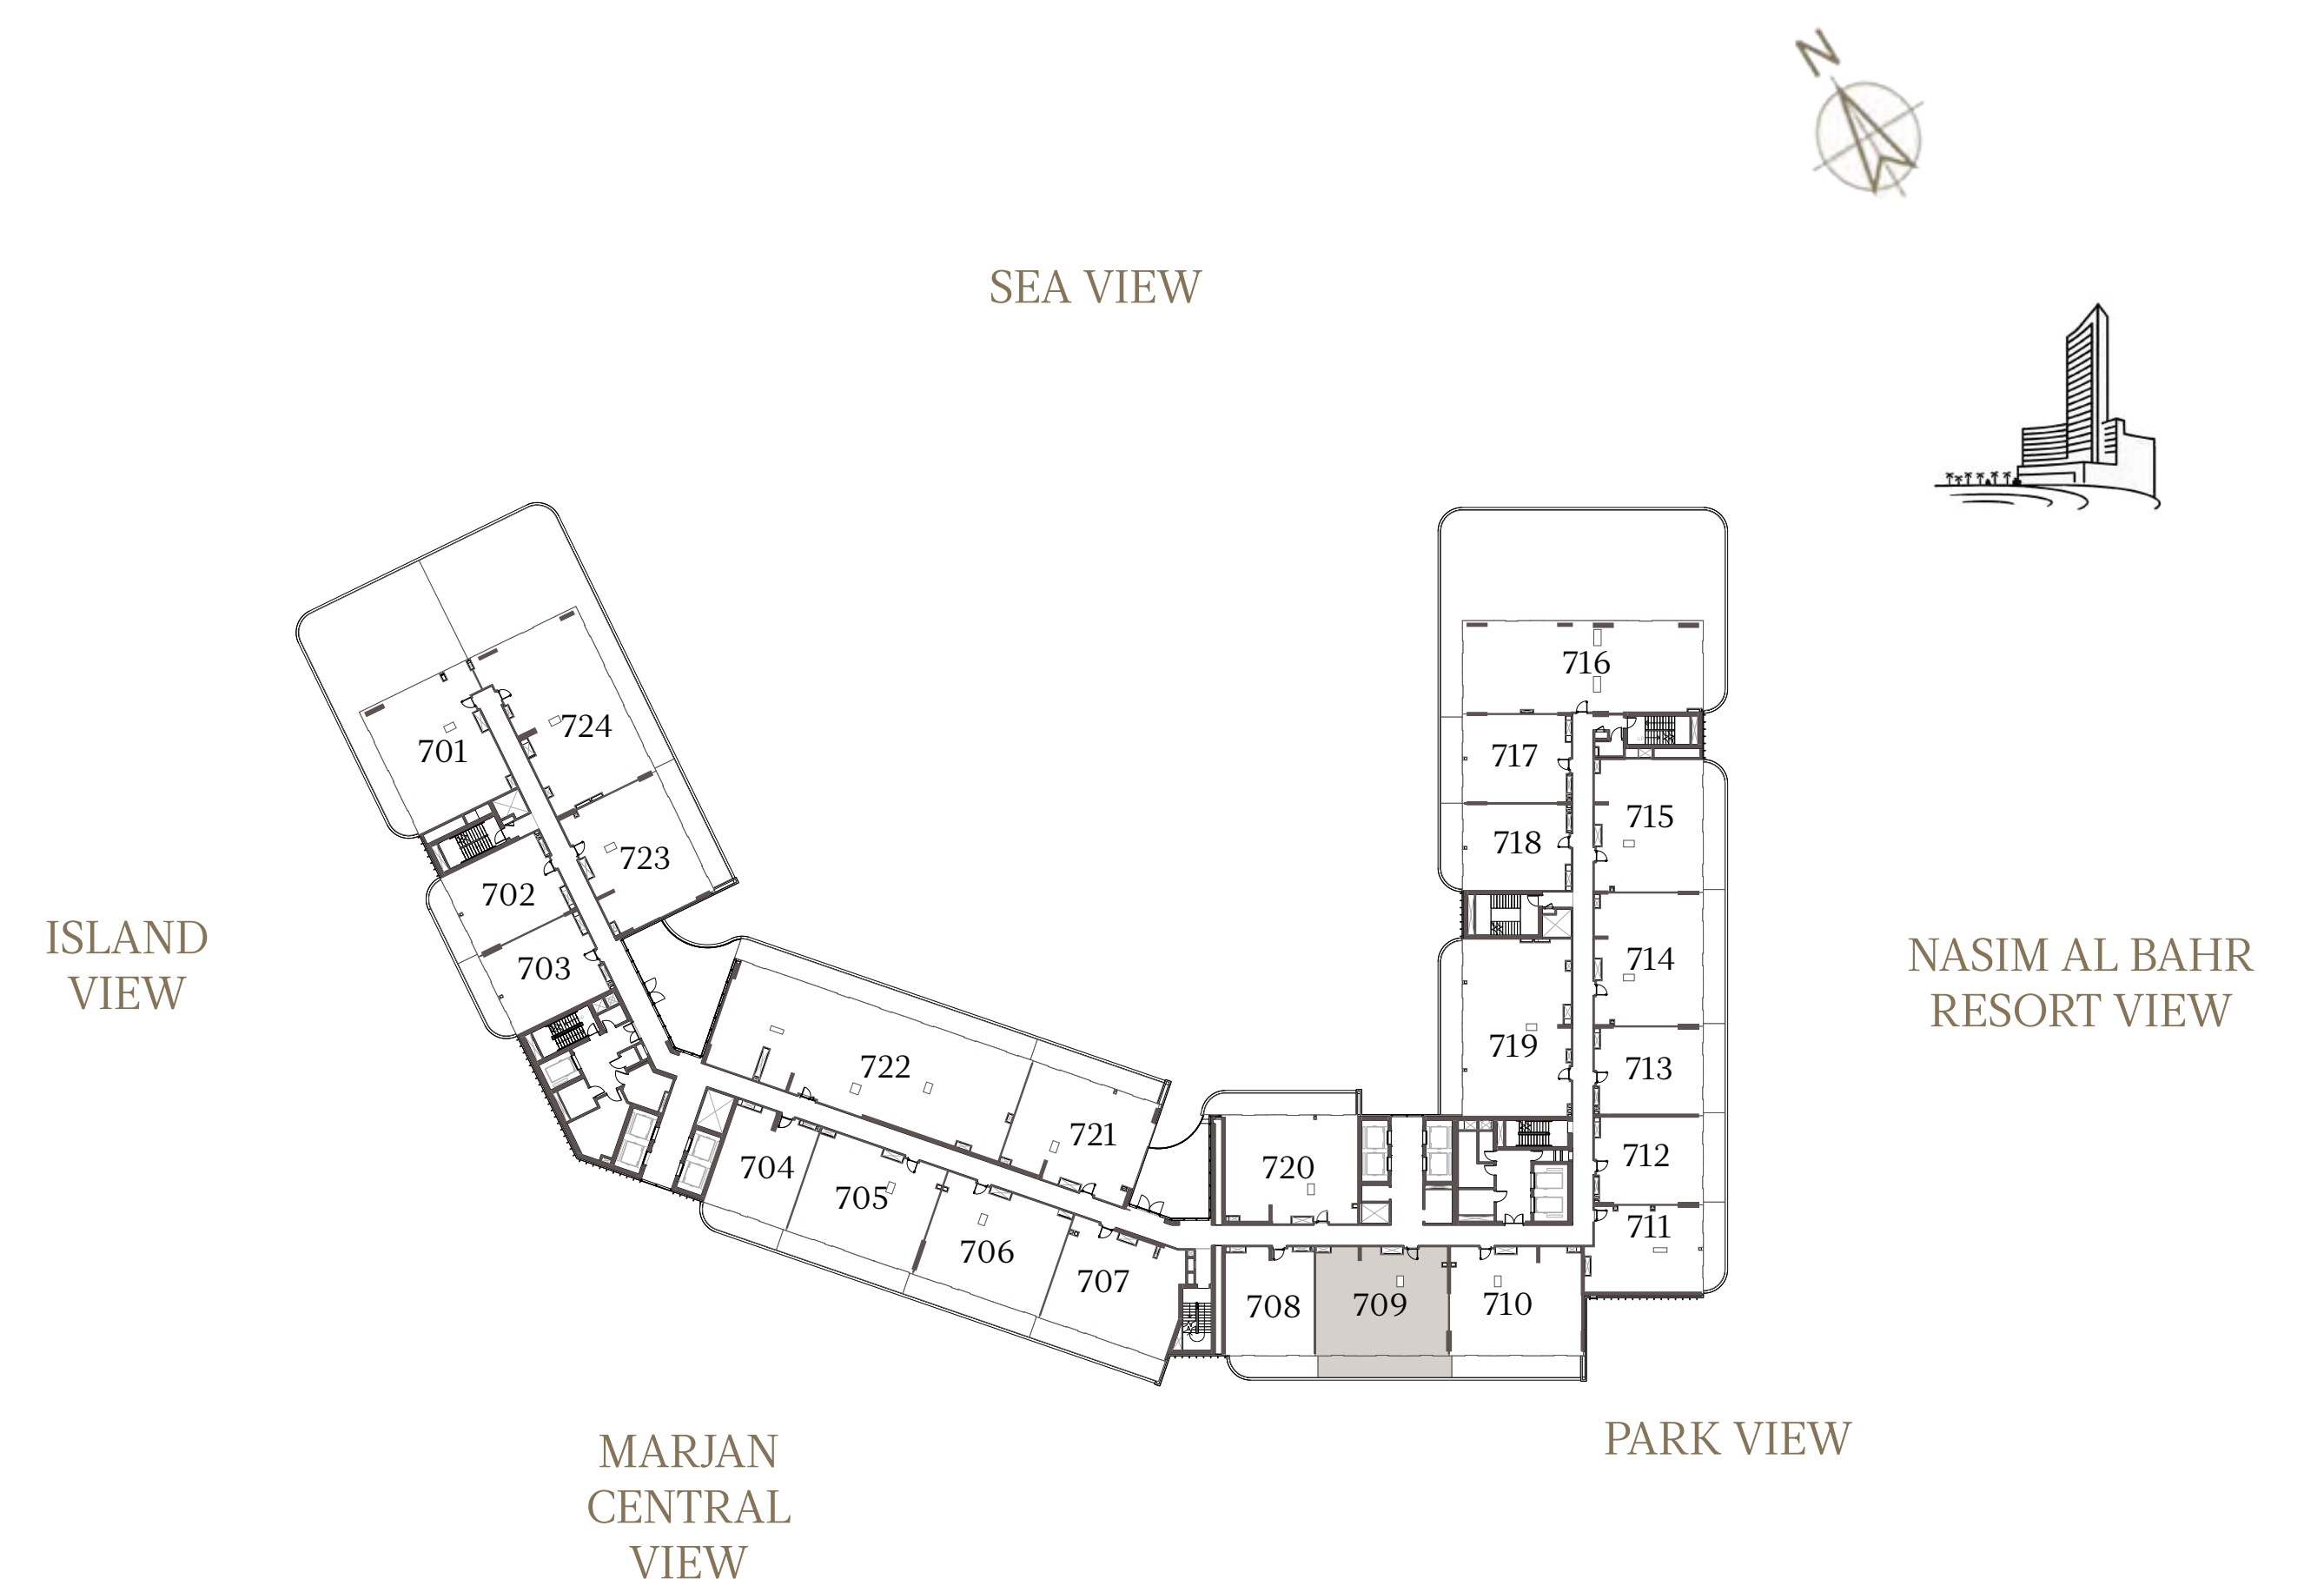 N
SEA VIEW
716
724
701
717
715
718
723
702
ISLAND
VIEW
703
714
NASIM AL BAHR
RESORT VIEW
719
722
713
721
712
704
720
705
711
706
707
708
709
710
PARK VIEW
MARJAN
CENTRAL
VIEW